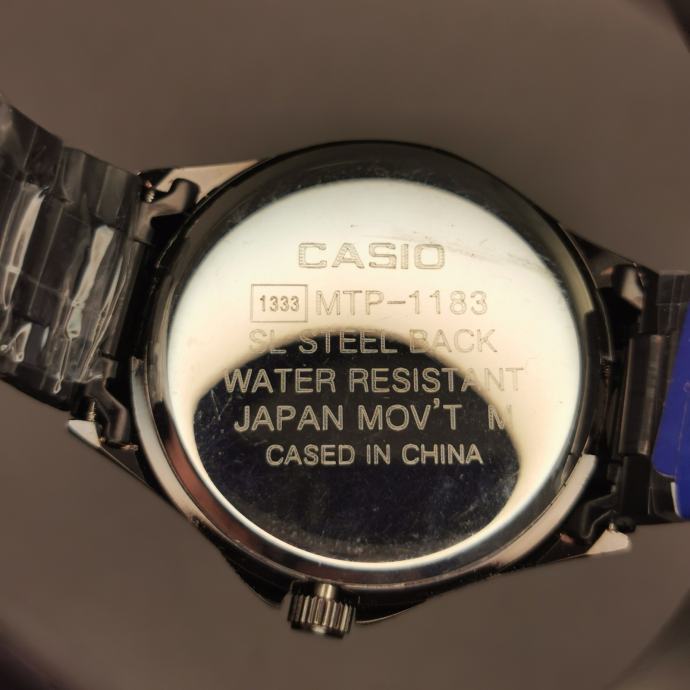 CASIO
1333 MTP-1183
SL STEEL BACK
WATER RESISTANT
JAPAN MOV'T M
CASED IN CHINA